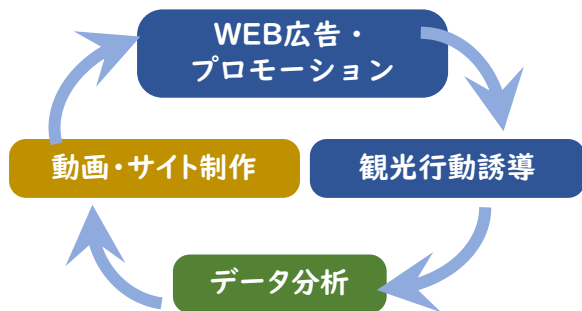 WEB広告・
プロモーション
動画・サイト制作
観光行動誘導
データ分析